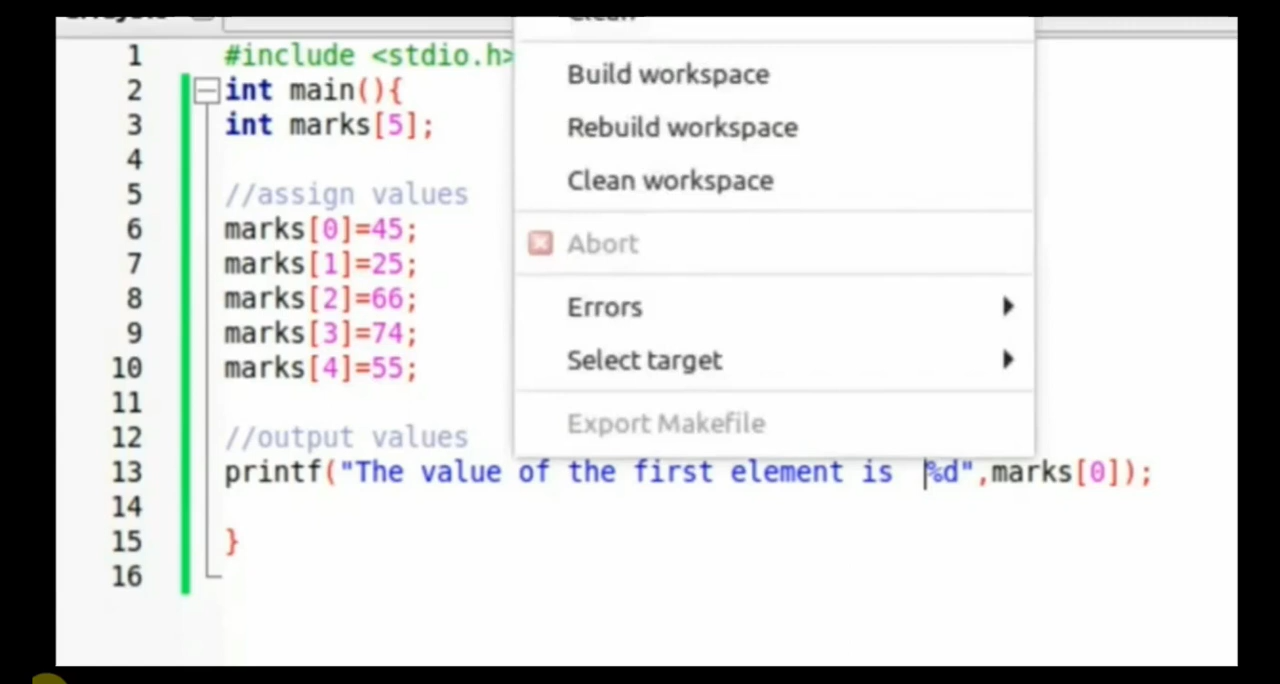 Clean
1 #include <stdio.h>
2 int main(){
3 int marks[5];
4
5 //assign values
6 marks[0]=45;
7 marks[1]=25;
8 marks[2]=66;
9 marks[3]=74;
10 marks[4]=55;
11
12 //output values
13 printf("The value of the first element is  %d",marks[0]);
14
15 }
16
Build workspace
Rebuild workspace
Clean workspace
Abort
Errors
Select target
Export Makefile